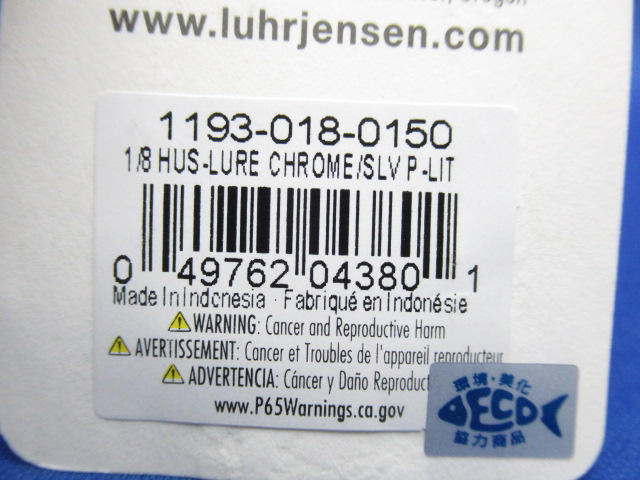 Oregon
www.luhrjensen.com
1193-018-0150
1/8 HUS-LURE CHROME/SLV P-LIT
0 49762 04380 1
Made In Indonesia · Fabriqué en Indonésie
WARNING: Cancer and Reproductive Harm
AVERTISSEMENT: Cancer et Troubles de l'appareil reproducteur
ADVERTENCIA: Cáncer y Daño Reproduct
www.P65Warnings.ca.gov
環境・美化
ECO
協力商品